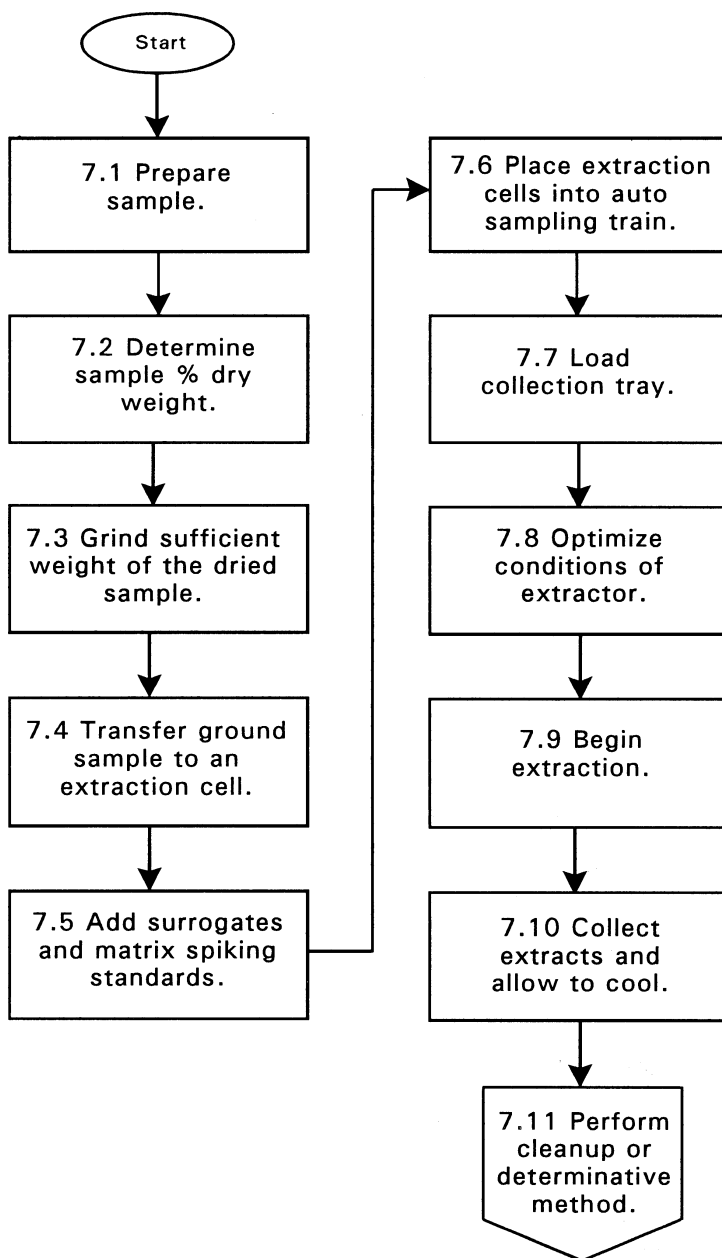 Start
7.1 Prepare
sample.
7.2 Determine
sample % dry
weight.
7.3 Grind sufficient
weight of the dried
sample.
7.4 Transfer ground
sample to an
extraction cell.
7.5 Add surrogates
and matrix spiking
standards.
7.6 Place extraction
cells into auto
sampling train.
7.7 Load
collection tray.
7.8 Optimize
conditions of
extractor.
7.9 Begin
extraction.
7.10 Collect
extracts and
allow to cool.
7.11 Perform
cleanup or
determinative
method.